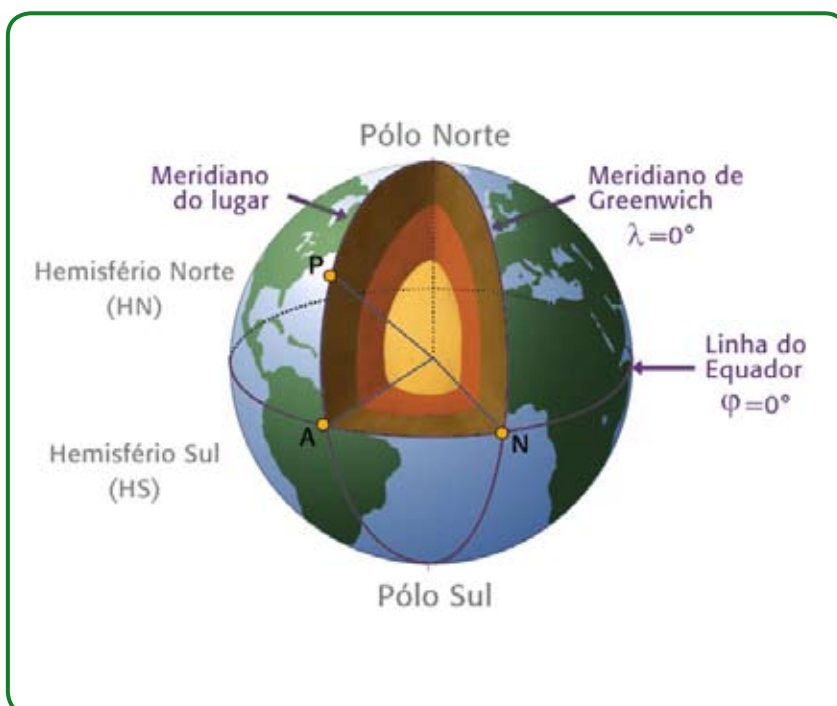 Pólo Norte
Meridiano
do lugar
Meridiano de
Greenwich
λ=0°
P
Hemisfério Norte
(HN)
Linha do
Equador
φ=0°
A
N
Hemisfério Sul
(HS)
Pólo Sul